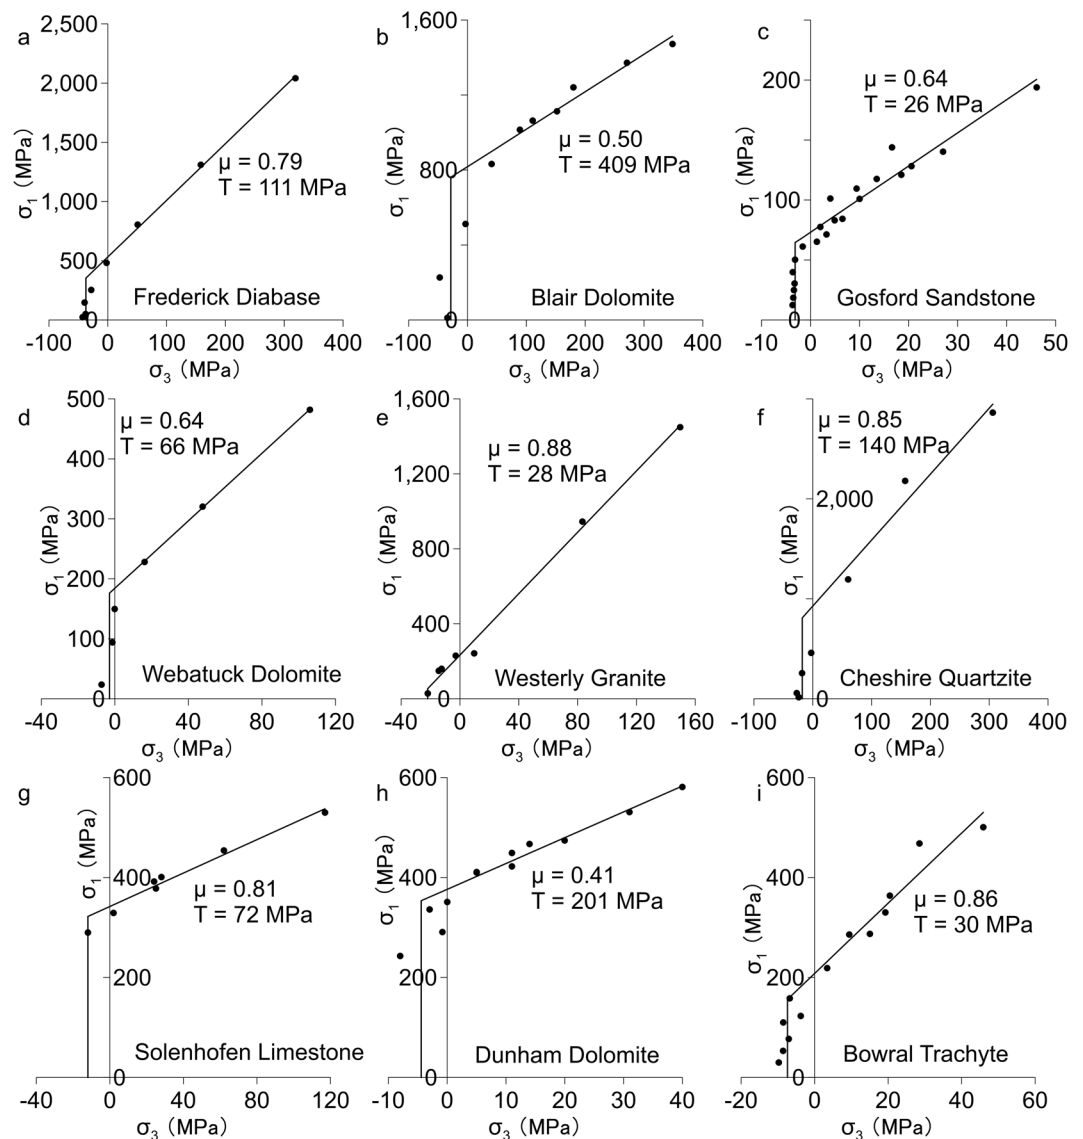 a
2,500
2,000
1,500
1,000
500
0
σ1 (MPa)
μ = 0.79
T = 111 MPa
Frederick Diabase
-100 0 100 200 300 400
σ3 (MPa)
b
1,600
800
0
σ1 (MPa)
μ = 0.50
T = 409 MPa
Blair Dolomite
-100 0 100 200 300 400
σ3 (MPa)
c
200
100
0
σ1 (MPa)
μ = 0.64
T = 26 MPa
Gosford Sandstone
-10 0 10 20 30 40 50
σ3 (MPa)
d
500
400
300
200
100
0
σ1 (MPa)
μ = 0.64
T = 66 MPa
Webatuck Dolomite
-40 0 40 80 120
σ3 (MPa)
e
1,600
1,400
800
400
0
σ1 (MPa)
μ = 0.88
T = 28 MPa
Westerly Granite
-40 0 40 80 120 160
σ3 (MPa)
f
2,000
0
σ1 (MPa)
μ = 0.85
T = 140 MPa
Cheshire Quartzite
-100 0 100 200 300 400
σ3 (MPa)
g
600
400
200
0
σ1 (MPa)
μ = 0.81
T = 72 MPa
Solenhofen Limestone
-40 0 40 80 120
σ3 (MPa)
h
600
400
200
0
σ1 (MPa)
μ = 0.41
T = 201 MPa
Dunham Dolomite
-10 0 10 20 30 40
σ3 (MPa)
i
600
400
200
0
σ1 (MPa)
μ = 0.86
T = 30 MPa
Bowral Trachyte
-20 0 20 40 60
σ3 (MPa)